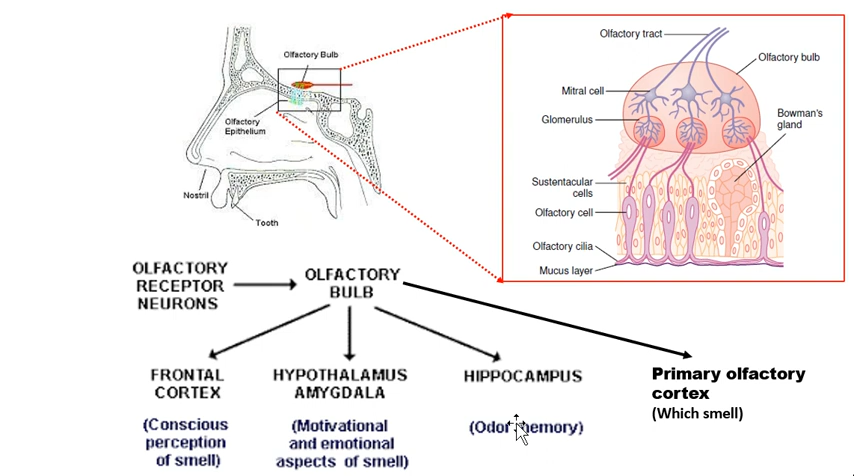 Olfactory Bulb
Olfactory
Epithelium
Nostril
Tooth
Olfactory tract
Olfactory bulb
Mitral cell
Bowman's
gland
Glomerulus
Sustentacular
cells
Olfactory cell
Olfactory cilia
Mucus layer
OLFACTORY
RECEPTOR
NEURONS
OLFACTORY
BULB
FRONTAL
CORTEX
(Conscious
perception
of smell)
HYPOTHALAMUS
AMYGDALA
(Motivational
and emotional
aspects of smell)
HIPPOCAMPUS
(Odor memory)
Primary olfactory
cortex
(Which smell)